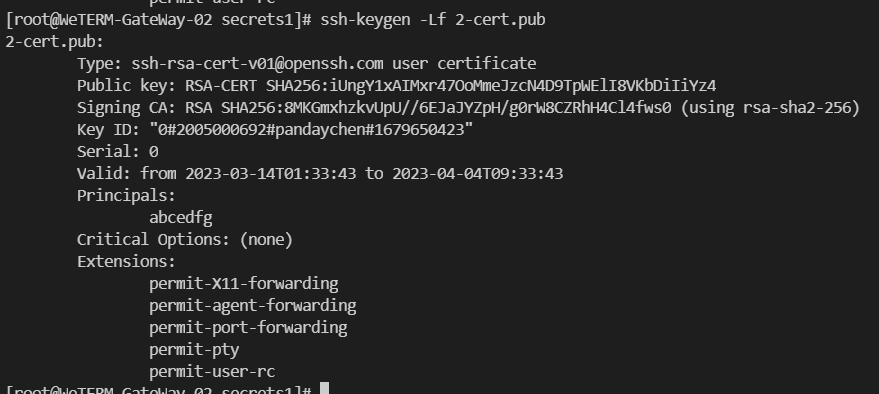 permit-user-rc
[root@WeTERM-GateWay-02 secrets1]# ssh-keygen -Lf 2-cert.pub
2-cert.pub:
Type: ssh-rsa-cert-v01@openssh.com user certificate
Public key: RSA-CERT SHA256:iUngY1xAIMxr47OoMmeJzcN4D9TpWElI8VKbDiIiYz4
Signing CA: RSA SHA256:8MKGmxhzkvUpU//6EJaJYZpH/g0rW8CZRhH4Cl4fws0 (using rsa-sha2-256)
Key ID: "0#2005000692#pandaychen#1679650423"
Serial: 0
Valid: from 2023-03-14T01:33:43 to 2023-04-04T09:33:43
Principals:
abcedfg
Critical Options: (none)
Extensions:
permit-X11-forwarding
permit-agent-forwarding
permit-port-forwarding
permit-pty
permit-user-rc
[root@WeTERM-GateWay-02 secrets1]#